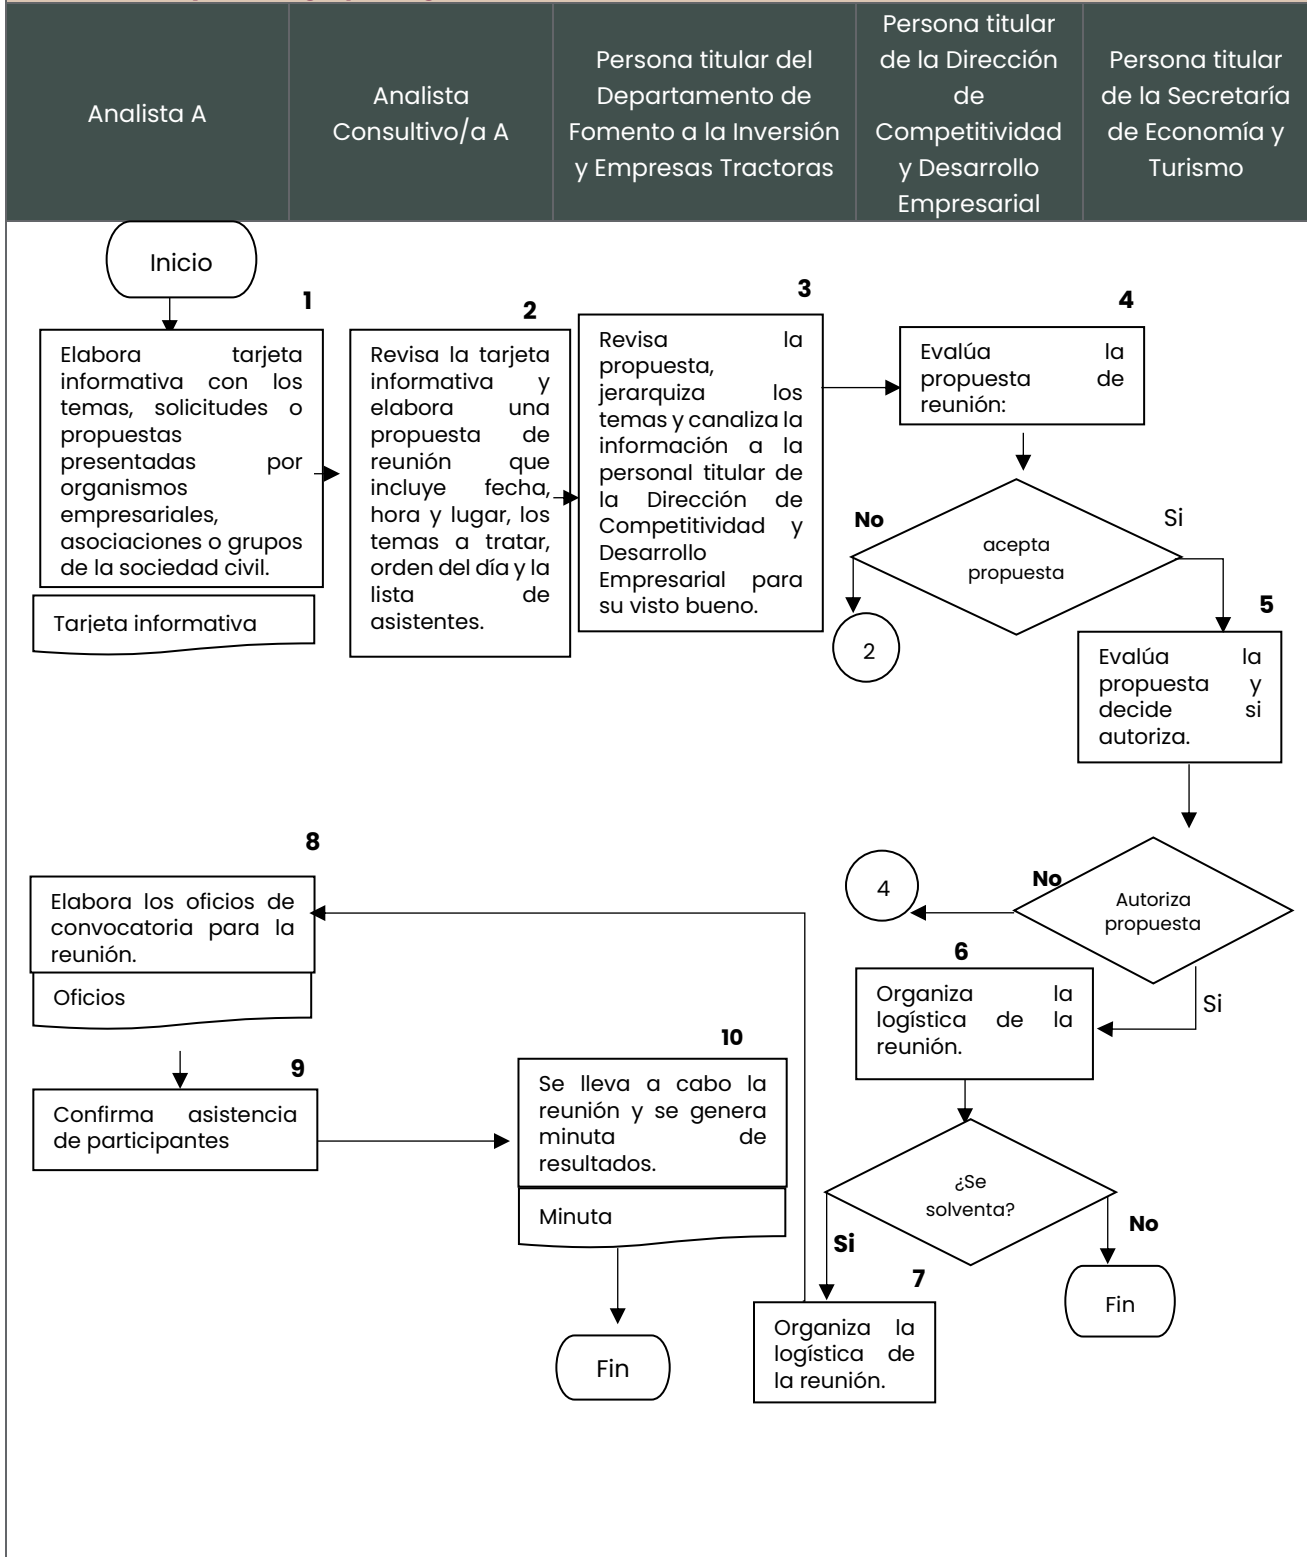 Analista A
Analista
Consultivo/a A
Persona titular del
Departamento de
Fomento a la Inversión
y Empresas Tractoras
Persona titular
de la Dirección
de
Competitividad
y Desarrollo
Empresarial
Persona titular
de la Secretaría
de Economía y
Turismo
Inicio
1
Elabora tarjeta
informativa con los
temas, solicitudes o
propuestas
presentadas por
organismos
empresariales,
asociaciones o grupos
de la sociedad civil.
Tarjeta informativa
2
Revisa la tarjeta
informativa y
elabora una
propuesta de
reunión que
incluye fecha,
hora y lugar, los
temas a tratar,
orden del día y la
lista de
asistentes.
3
Revisa la
propuesta,
jerarquiza los
temas y canaliza la
información a la
personal titular de
la Dirección de
Competitividad y
Desarrollo
Empresarial para
su visto bueno.
4
Evalúa la
propuesta de
reunión:
No
acepta
propuesta
Si
2
5
Evalúa la
propuesta y
decide si
autoriza.
No
Autoriza
propuesta
4
Si
6
Organiza la
logística de la
reunión.
¿Se
solventa?
Si
No
Fin
7
Organiza la
logística de
la reunión.
8
Elabora los oficios de
convocatoria para la
reunión.
Oficios
9
Confirma asistencia
de participantes
10
Se lleva a cabo la
reunión y se genera
minuta de
resultados.
Minuta
Fin